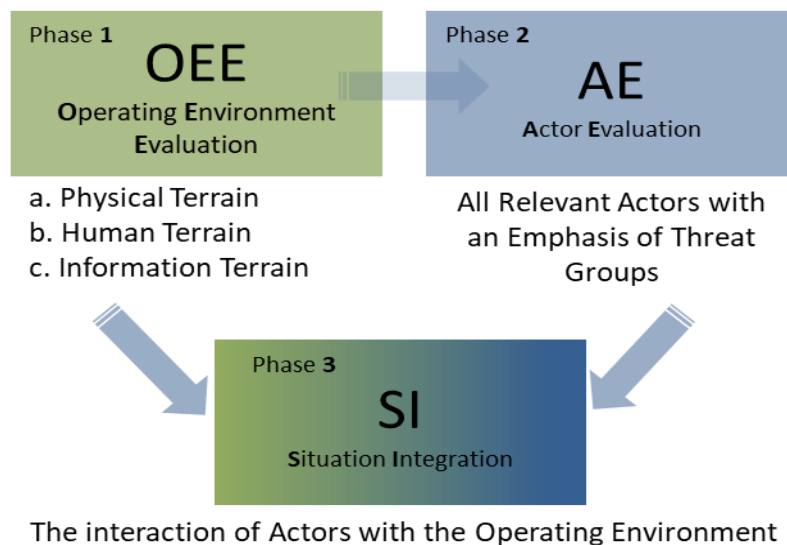 Phase 1
OEE
Operating Environment
Evaluation
a. Physical Terrain
b. Human Terrain
c. Information Terrain
Phase 2
AE
Actor Evaluation
All Relevant Actors with
an Emphasis of Threat
Groups
Phase 3
SI
Situation Integration
The interaction of Actors with the Operating Environment